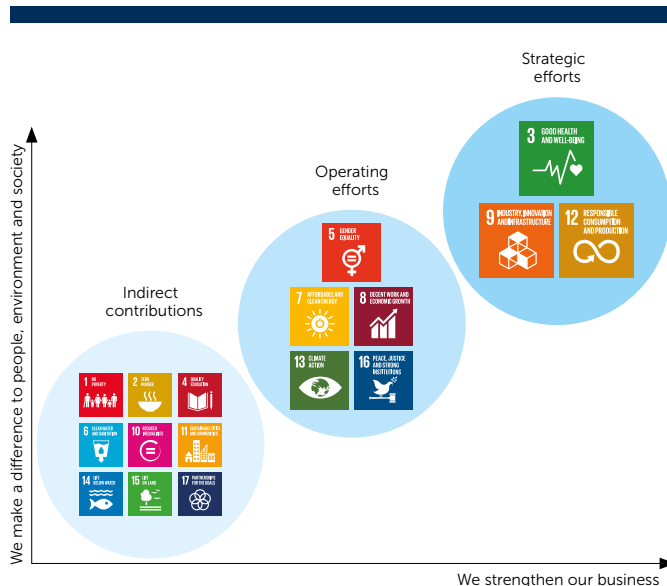 Strategic
efforts
3 GOOD HEALTH
AND WELL-BEING
9 INDUSTRY, INNOVATION
AND INFRASTRUCTURE
12 RESPONSIBLE
CONSUMPTION
AND PRODUCTION
Operating
efforts
5 GENDER
EQUALITY
7 AFFORDABLE AND
CLEAN ENERGY
8 DECENT WORK AND
ECONOMIC GROWTH
13 CLIMATE
ACTION
16 PEACE, JUSTICE
AND STRONG
INSTITUTIONS
Indirect
contributions
1 NO
POVERTY
2 ZERO
HUNGER
4 QUALITY
EDUCATION
6 CLEAN WATER
AND SANITATION
10 REDUCED
INEQUALITIES
11 SUSTAINABLE CITIES
AND COMMUNITIES
14 LIFE
BELOW WATER
15 LIFE
ON LAND
17 PARTNERSHIPS
FOR THE GOALS
We make a difference to people, environment and society
We strengthen our business